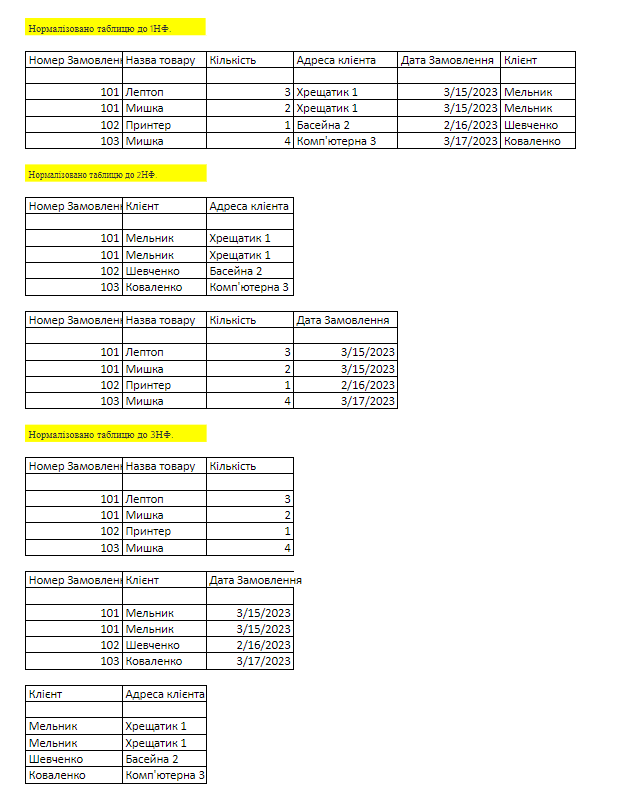 Нормалізовано таблицю до 1НФ.
Номер Замовлен Назва товару Кількість Адреса клієнта Дата Замовлення Клієнт
101 Лептоп 3 Хрещатик 1 3/15/2023 Мельник
101 Мишка 2 Хрещатик 1 3/15/2023 Мельник
102 Принтер 1 Басейна 2 2/16/2023 Шевченко
103 Мишка 4 Комп'ютерна 3 3/17/2023 Коваленко
Нормалізовано таблицю до 2НФ.
Номер Замовлен Клієнт Адреса клієнта
101 Мельник Хрещатик 1
101 Мельник Хрещатик 1
102 Шевченко Басейна 2
103 Коваленко Комп'ютерна 3
Номер Замовлен Назва товару Кількість Дата Замовлення
101 Лептоп 3 3/15/2023
101 Мишка 2 3/15/2023
102 Принтер 1 2/16/2023
103 Мишка 4 3/17/2023
Нормалізовано таблицю до 3НФ.
Номер Замовлен Назва товару Кількість
101 Лептоп 3
101 Мишка 2
102 Принтер 1
103 Мишка 4
Номер Замовлен Клієнт Дата Замовлення
101 Мельник 3/15/2023
101 Мельник 3/15/2023
102 Шевченко 2/16/2023
103 Коваленко 3/17/2023
Клієнт Адреса клієнта
Мельник Хрещатик 1
Мельник Хрещатик 1
Шевченко Басейна 2
Коваленко Комп'ютерна 3